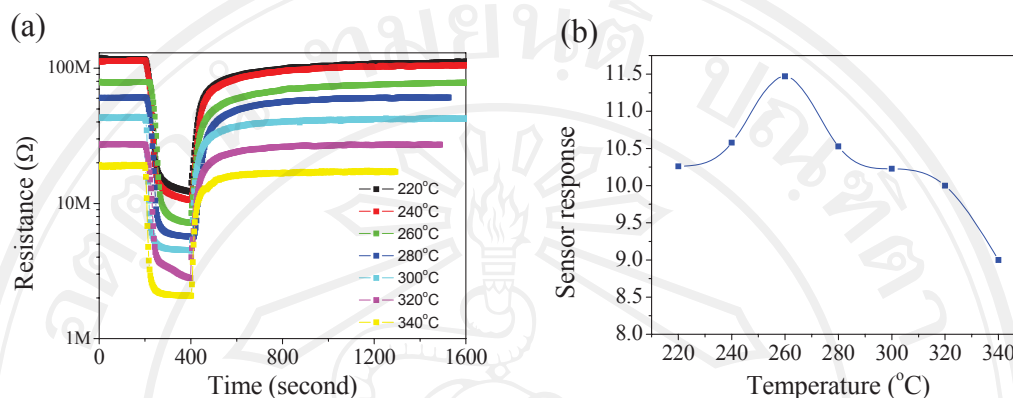 (a)
100M
10M
1M
Resistance (Ω)
0 400 800 1200 1600
Time (second)
220°C
240°C
260°C
280°C
300°C
320°C
340°C
(b)
11.5
11.0
10.5
10.0
9.5
9.0
8.5
8.0
Sensor response
220 240 260 280 300 320 340
Temperature (°C)